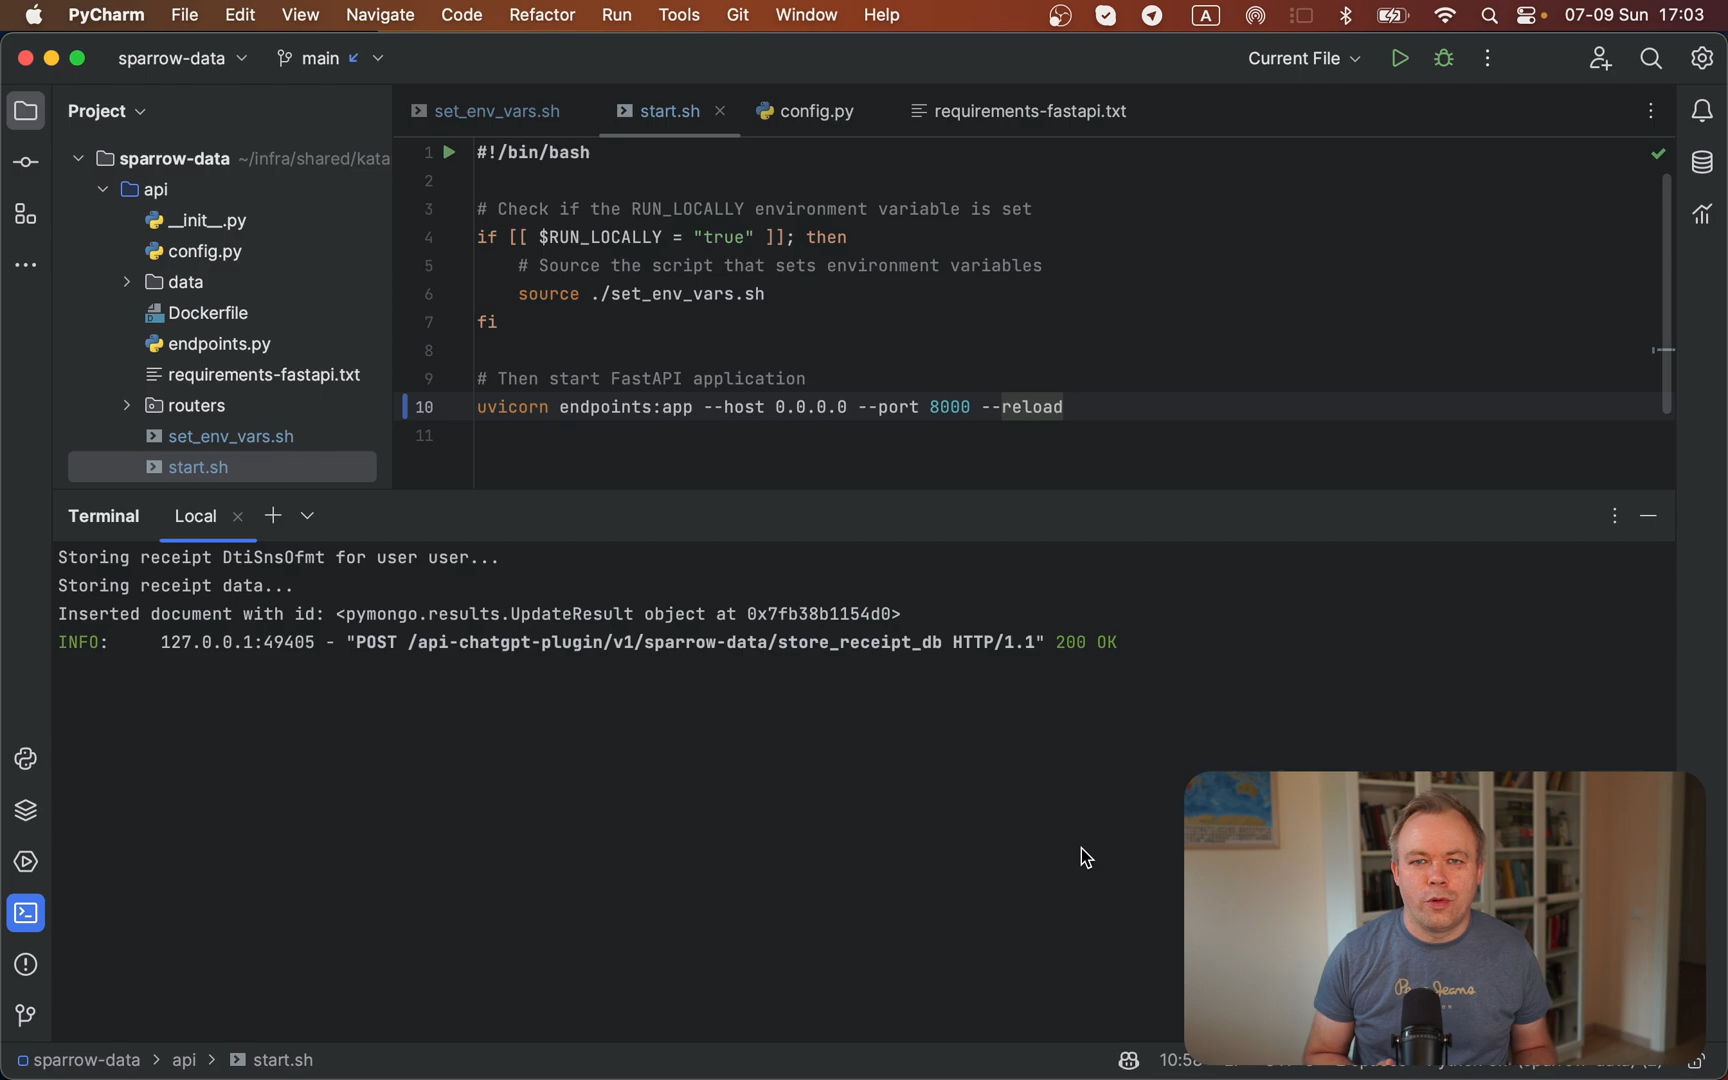 PyCharm File Edit View Navigate Code Refactor Run Tools Git Window Help A 07-09 Sun 17:03
sparrow-data main Current File
Project
set_env_vars.sh start.sh config.py requirements-fastapi.txt
sparrow-data ~/infra/shared/kata
api
__init__.py
config.py
data
Dockerfile
endpoints.py
requirements-fastapi.txt
routers
set_env_vars.sh
start.sh
1 #!/bin/bash
2
3 # Check if the RUN_LOCALLY environment variable is set
4 if [[ $RUN_LOCALLY = "true" ]]; then
5 # Source the script that sets environment variables
6 source ./set_env_vars.sh
7 fi
8
9 # Then start FastAPI application
10 uvicorn endpoints:app --host 0.0.0.0 --port 8000 --reload
11
Terminal Local
Storing receipt DtiSnsOfmt for user user...
Storing receipt data...
Inserted document with id: <pymongo.results.UpdateResult object at 0x7fb38b1154d0>
INFO: 127.0.0.1:49405 - "POST /api-chatgpt-plugin/v1/sparrow-data/store_receipt_db HTTP/1.1" 200 OK
Jeans
sparrow-data > api > start.sh 10:58